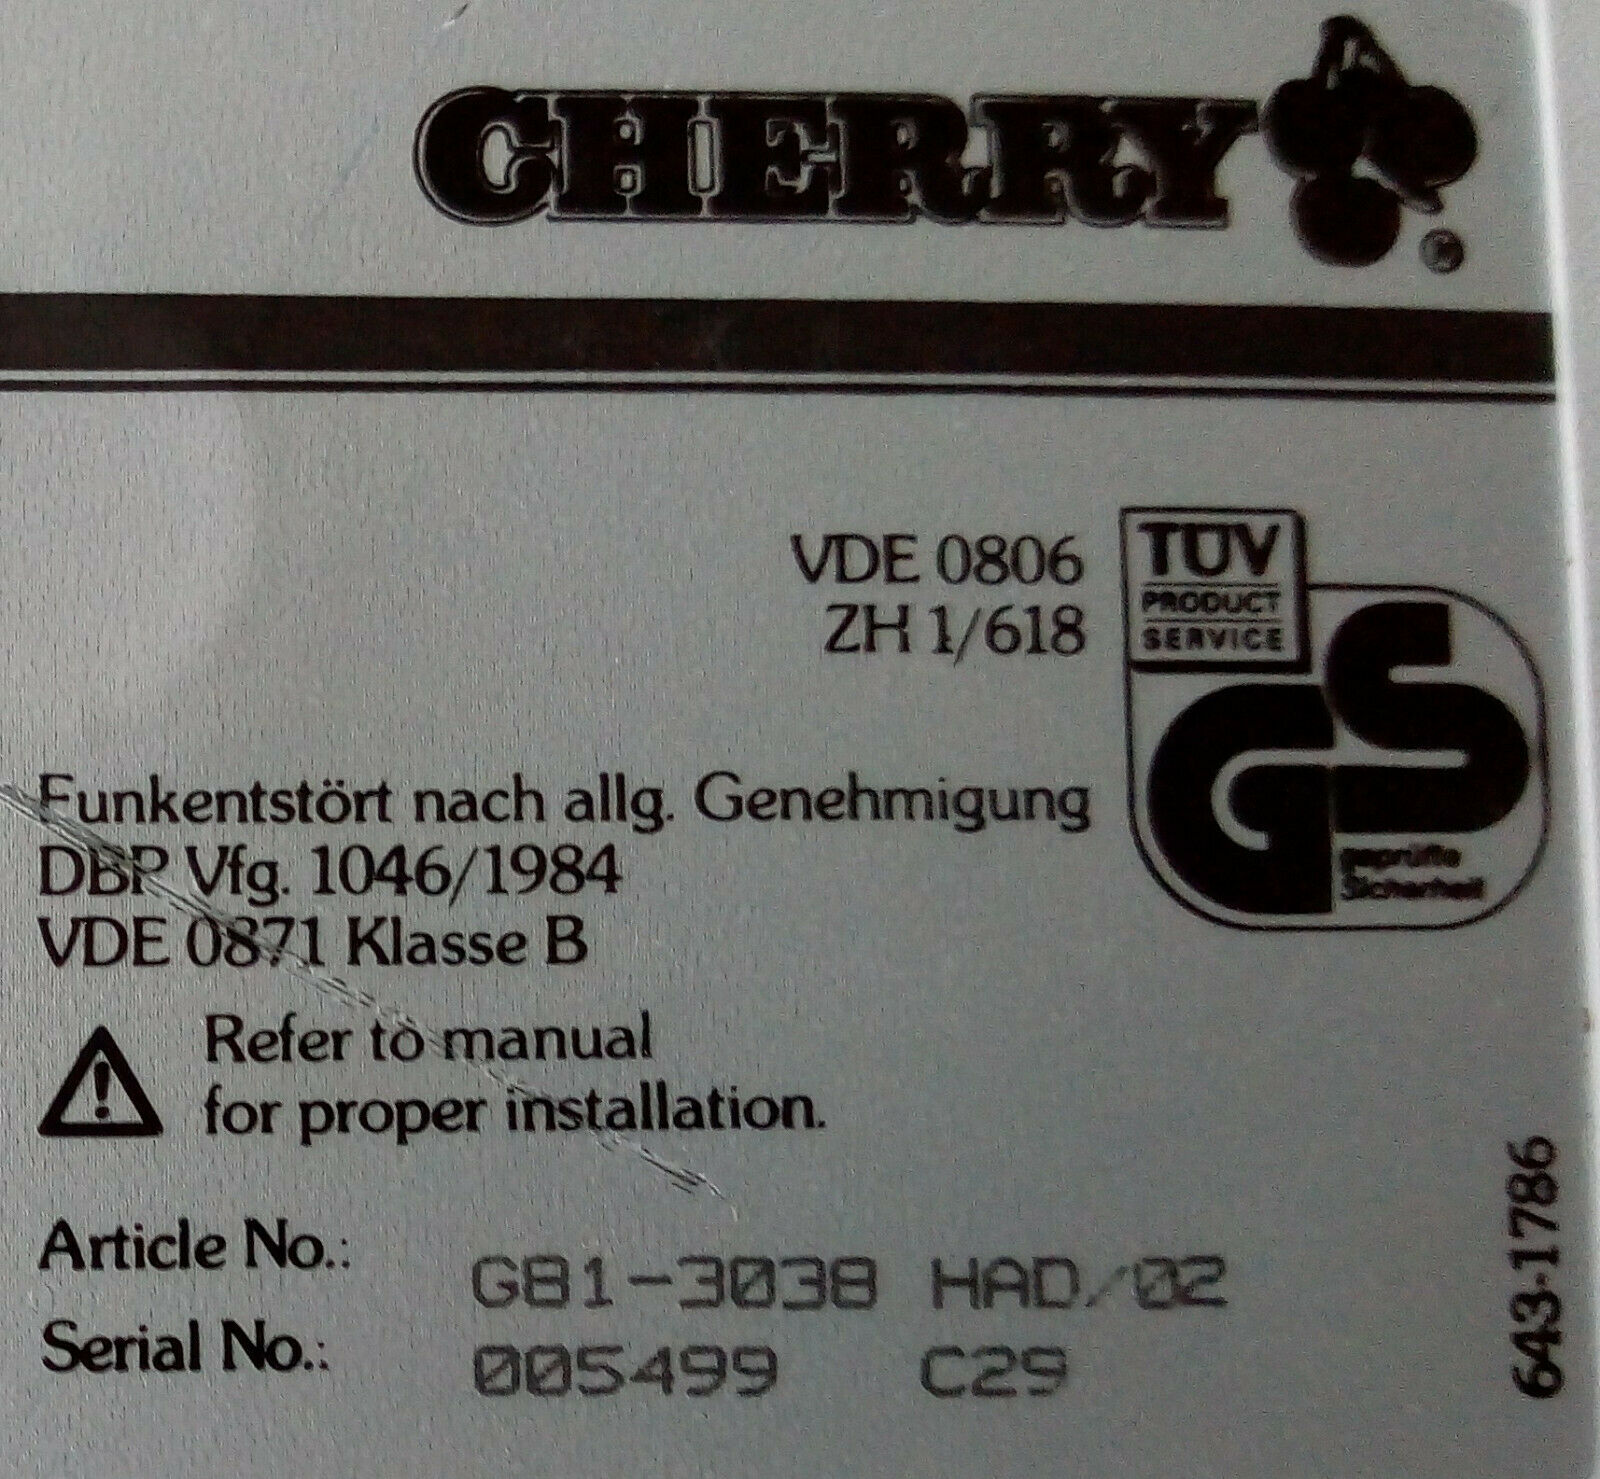 CHERRY
®
VDE 0806
ZH 1/618
TÜV
PRODUCT
SERVICE
GS
geprüfte
Sicherheit
Funkentstört nach allg. Genehmigung
DBP Vfg. 1046/1984
VDE 0871 Klasse B
Refer to manual
for proper installation.
Article No.: G81-3038 HAD/02
Serial No.: 005499 C29
643-1786